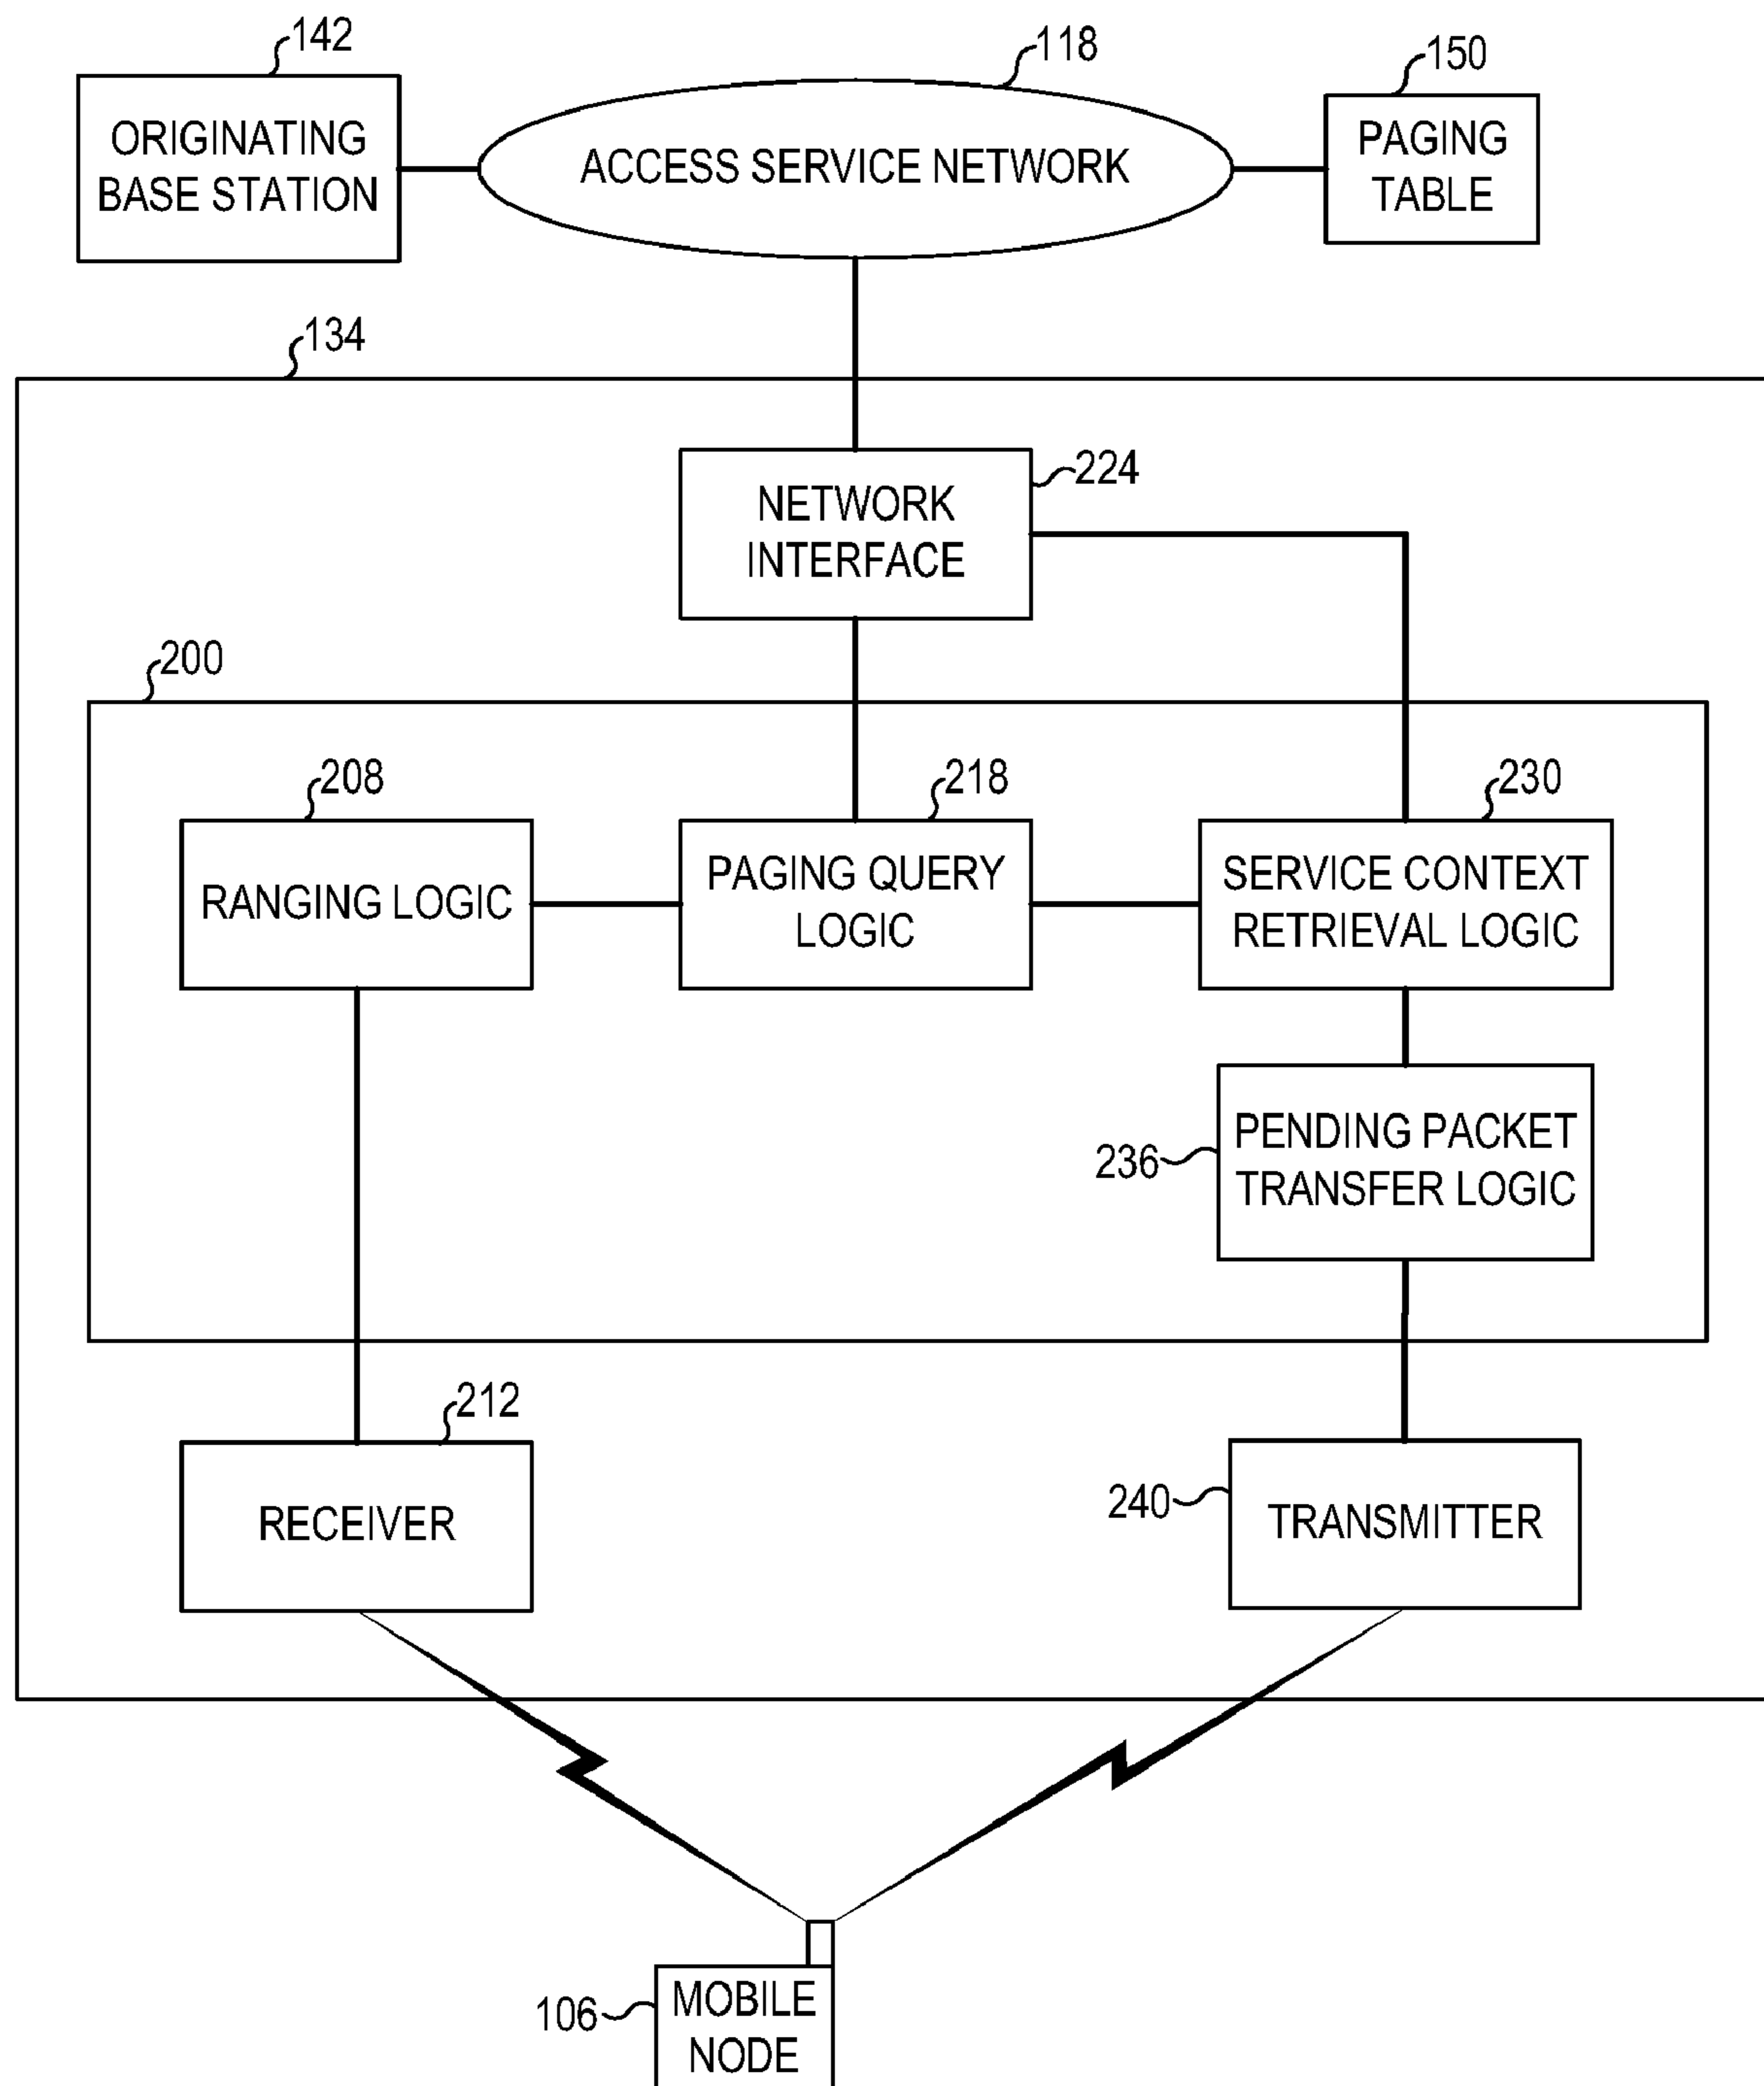 142
118
150
ORIGINATING
BASE STATION
ACCESS SERVICE NETWORK
PAGING
TABLE
134
NETWORK
INTERFACE
224
200
208
218
230
RANGING LOGIC
PAGING QUERY
LOGIC
SERVICE CONTEXT
RETRIEVAL LOGIC
236
PENDING PACKET
TRANSFER LOGIC
212
RECEIVER
240
TRANSMITTER
106
MOBILE
NODE